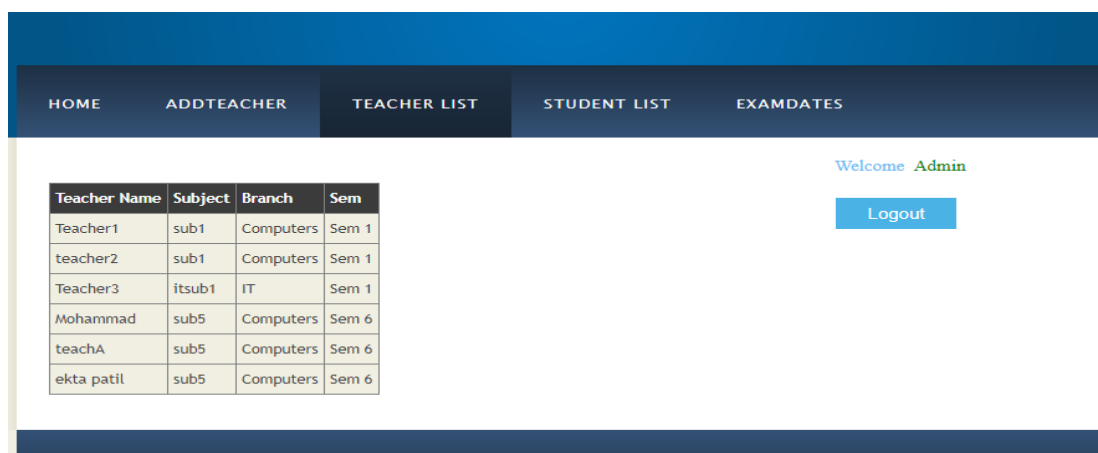 HOME ADDTEACHER TEACHER LIST STUDENT LIST EXAMDATES
Welcome Admin
Logout
Teacher Name Subject Branch Sem
Teacher1 sub1 Computers Sem 1
teacher2 sub1 Computers Sem 1
Teacher3 itsub1 IT Sem 1
Mohammad sub5 Computers Sem 6
teachA sub5 Computers Sem 6
ekta patil sub5 Computers Sem 6